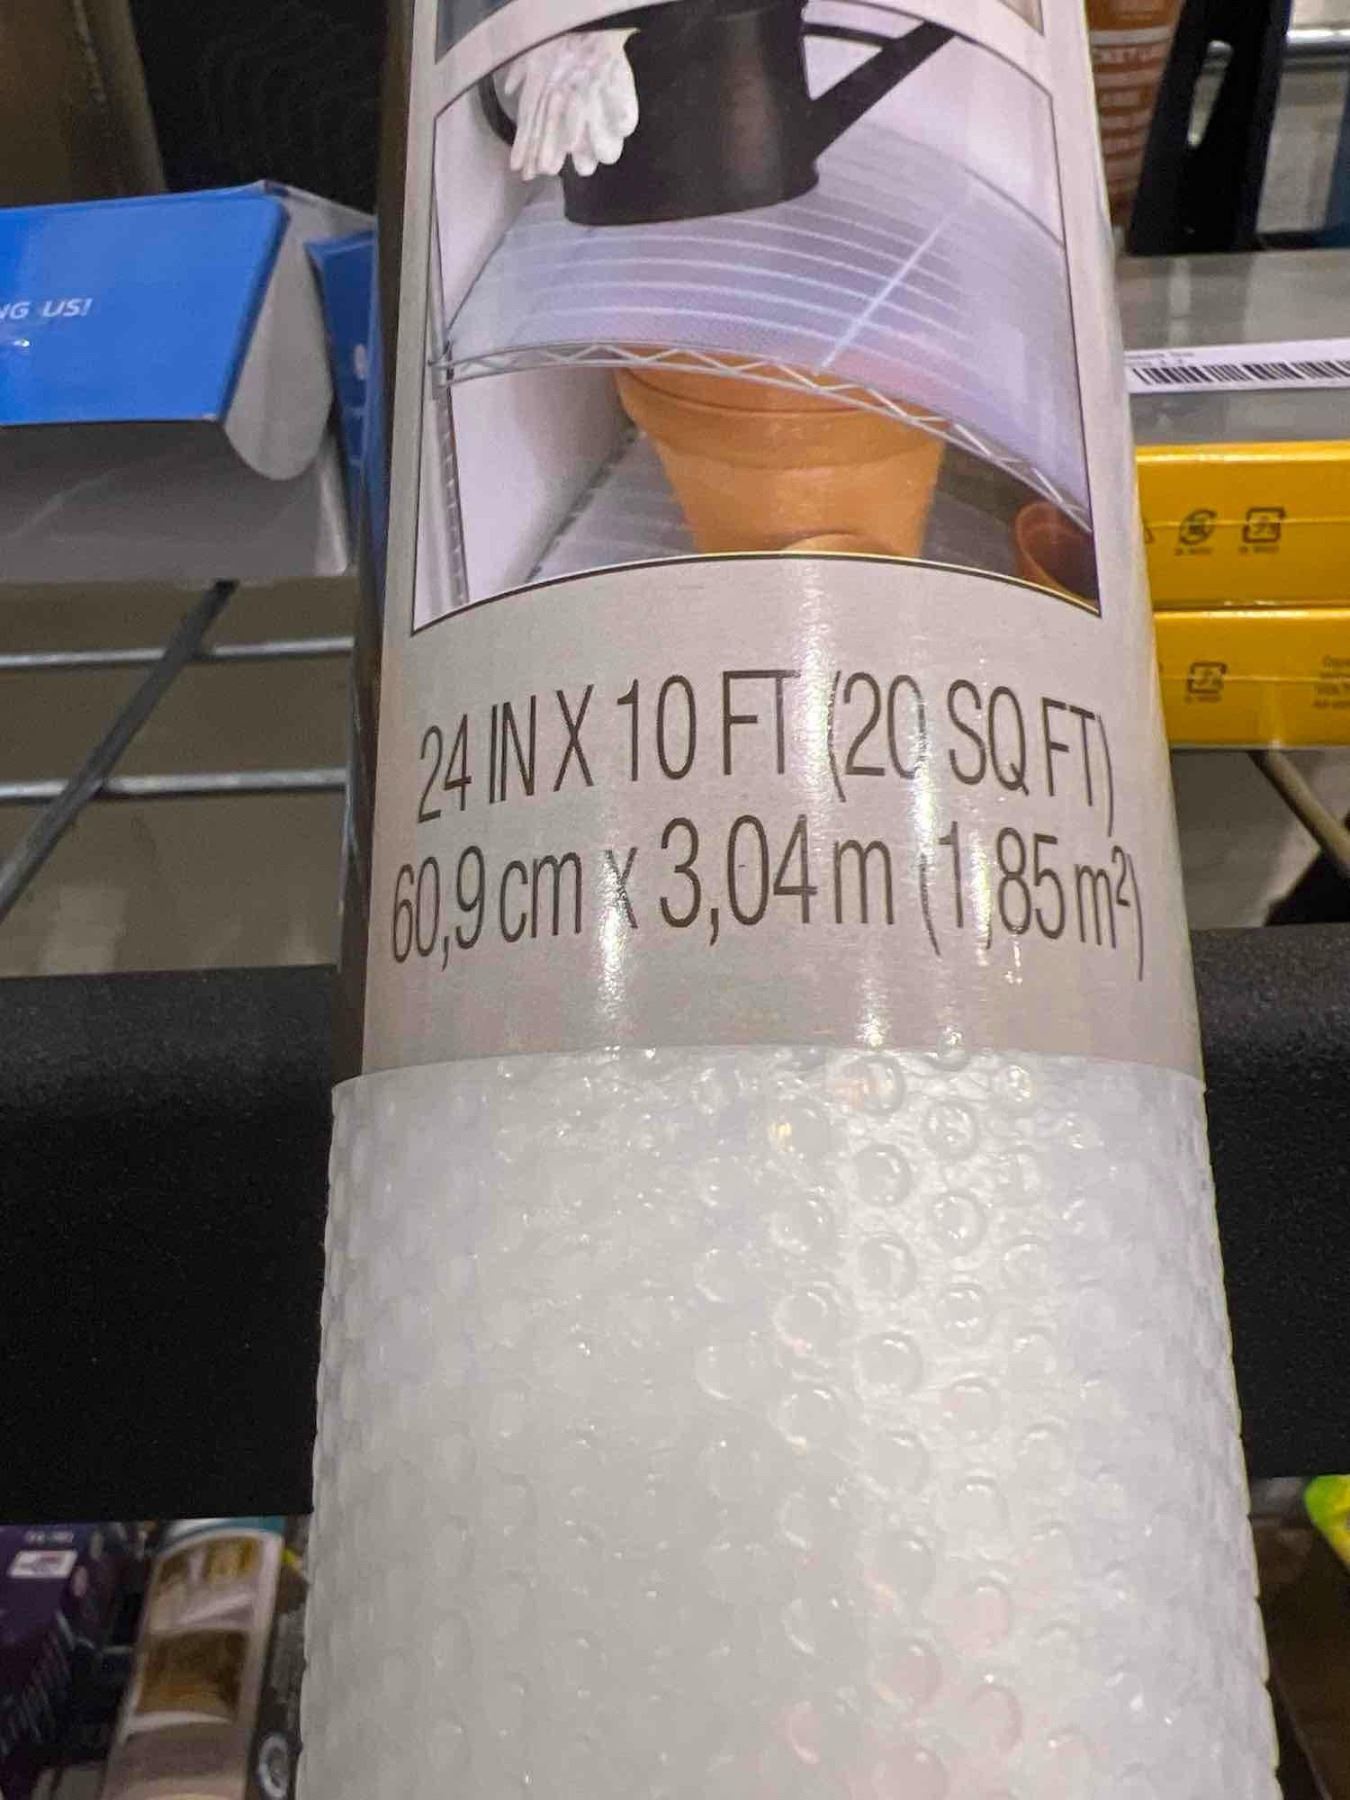 NG US!
24 IN X 10 FT (20 SQ FT)
60,9 cm x 3,04 m (1,85 m²)